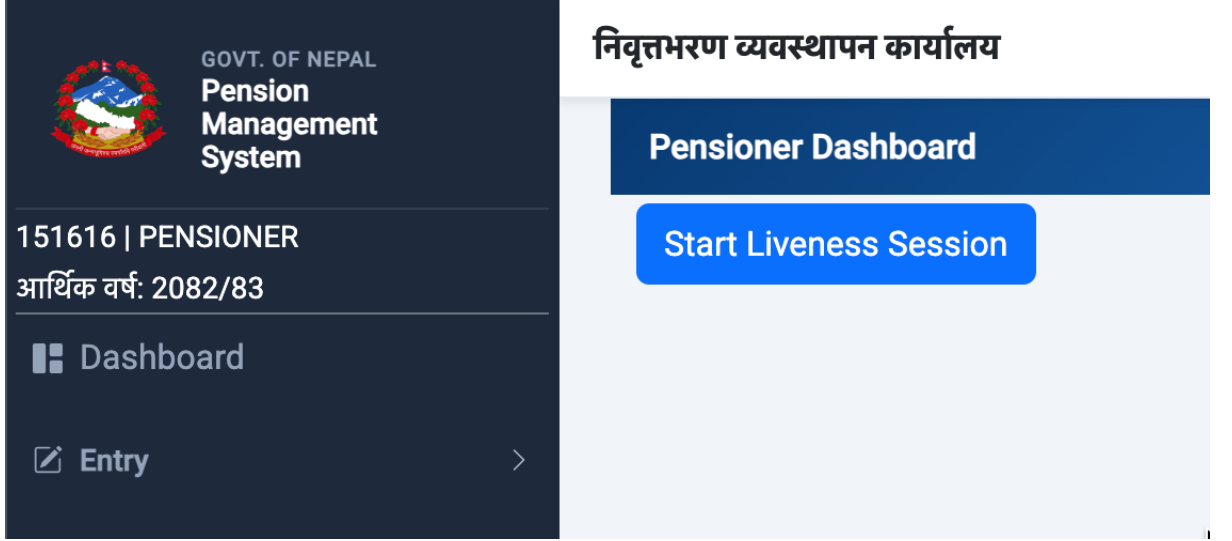 GOVT. OF NEPAL
Pension
Management
System
151616 | PENSIONER
आर्थिक वर्ष: 2082/83
Dashboard
Entry
निवृत्तभरण व्यवस्थापन कार्यालय
Pensioner Dashboard
Start Liveness Session